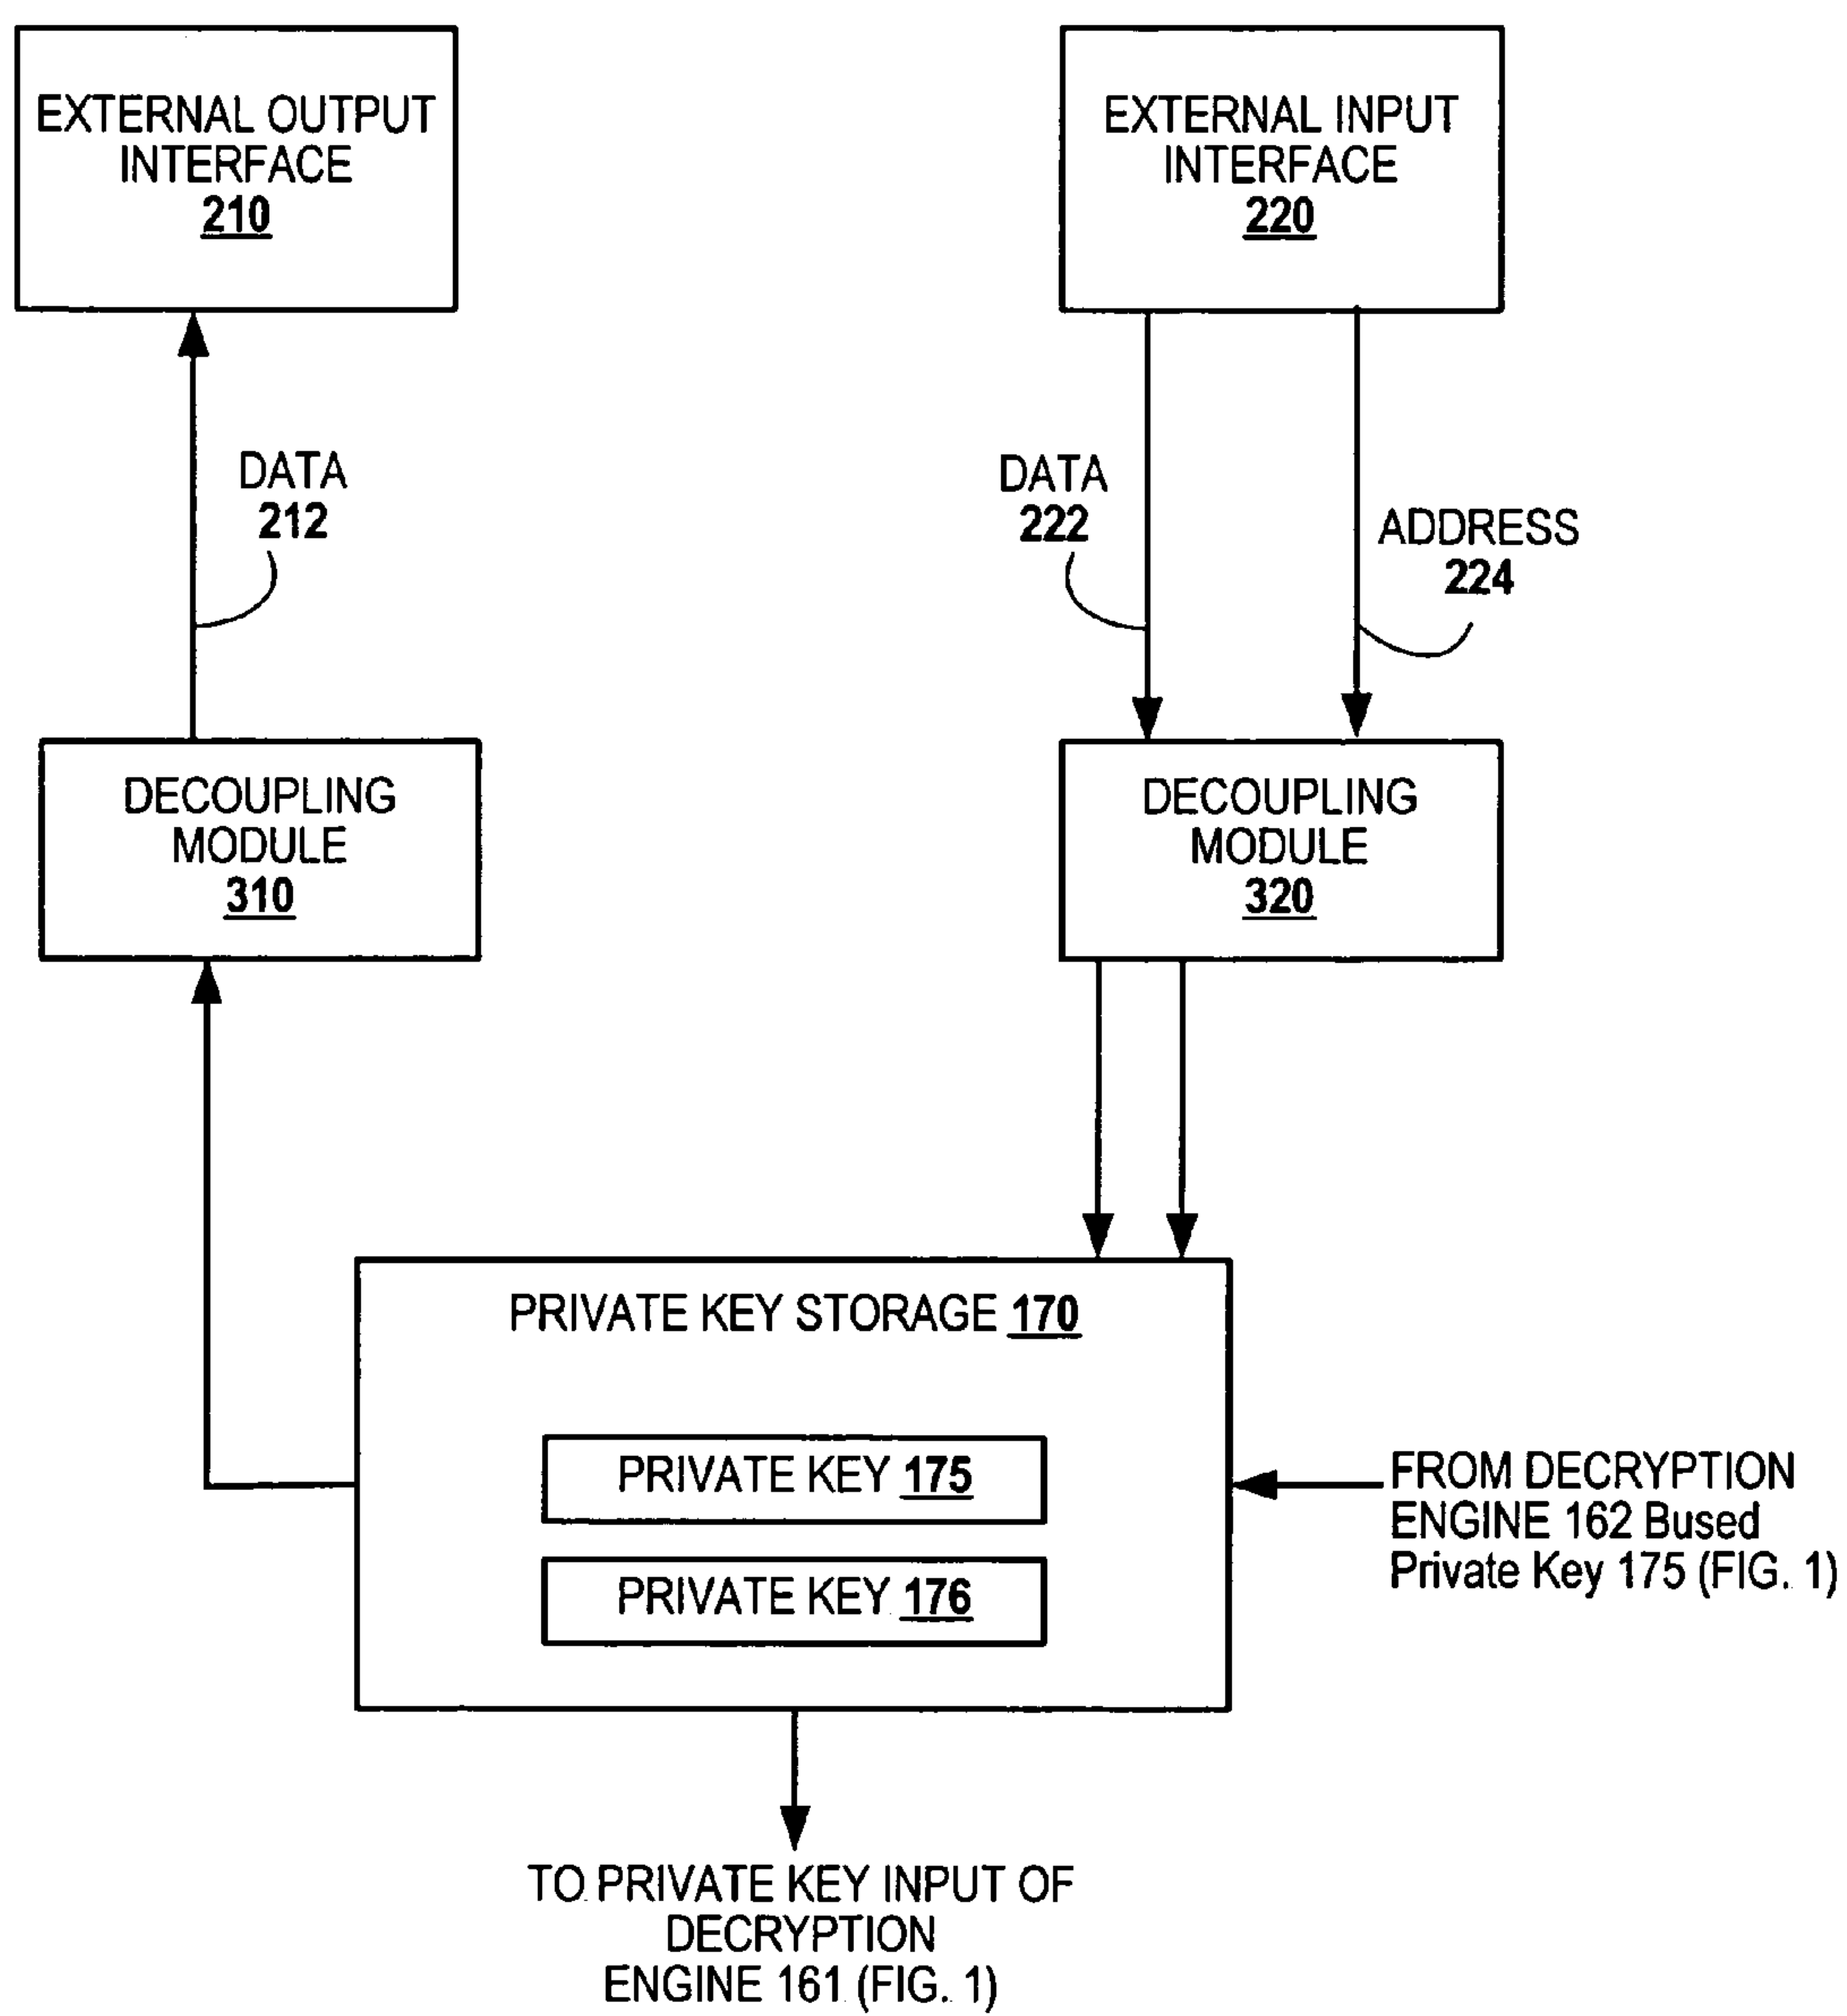 EXTERNAL OUTPUT
INTERFACE
210
EXTERNAL INPUT
INTERFACE
220
DATA
212
DATA
222
ADDRESS
224
DECOUPLING
MODULE
310
DECOUPLING
MODULE
320
PRIVATE KEY STORAGE 170
PRIVATE KEY 175
PRIVATE KEY 176
FROM DECRYPTION
ENGINE 162 Bused
Private Key 175 (FIG. 1)
TO PRIVATE KEY INPUT OF
DECRYPTION
ENGINE 161 (FIG. 1)